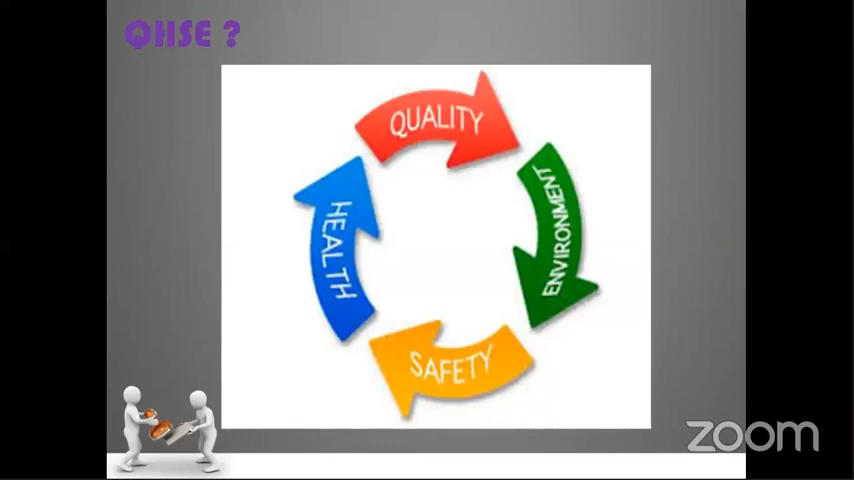 QHSE ?
QUALITY
ENVIRONMENT
SAFETY
HEALTH
zoom